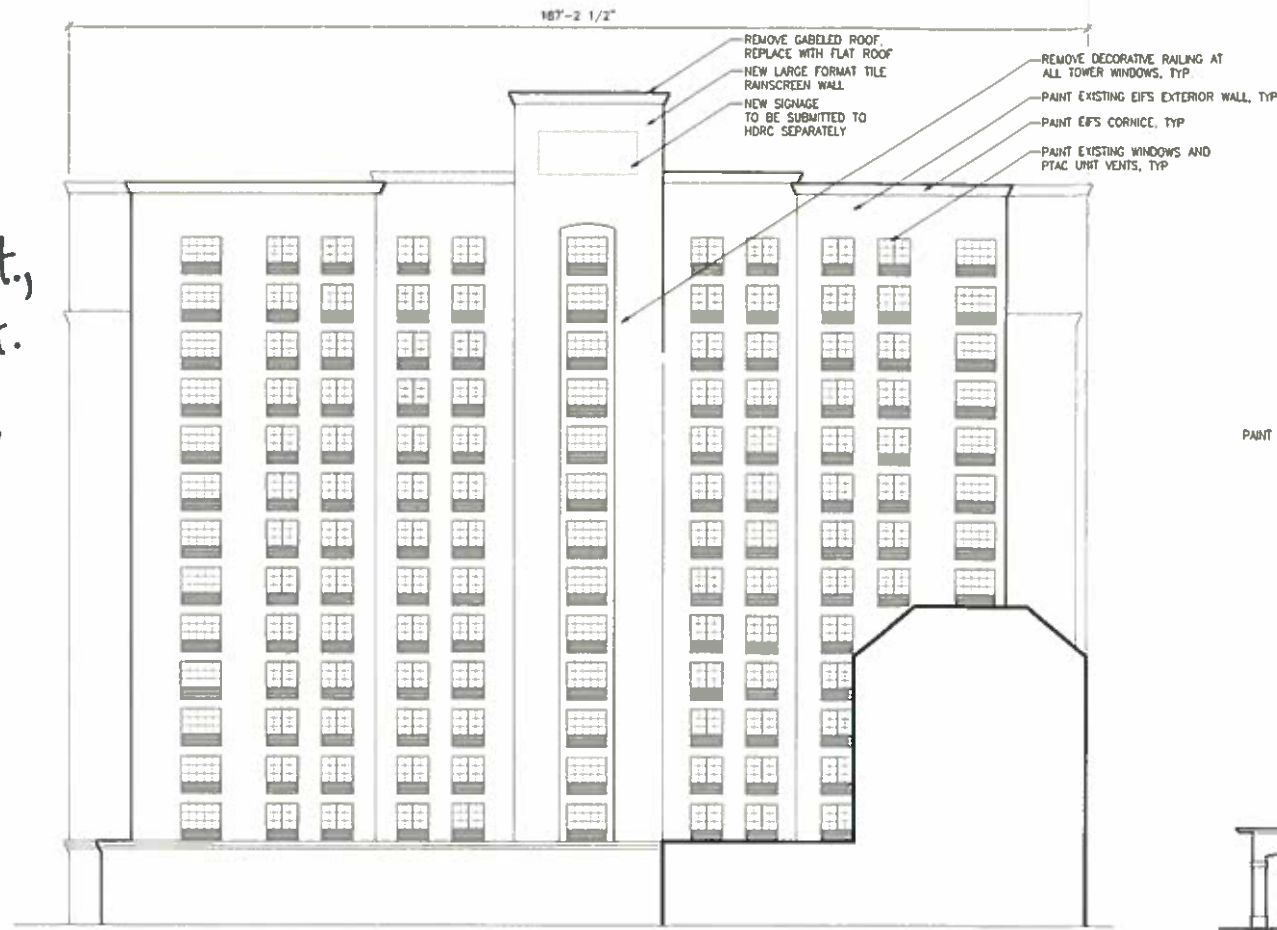 187'-2 1/2"
REMOVE GABELED ROOF,
REPLACE WITH FLAT ROOF
NEW LARGE FORMAT TILE
RAINSCREEN WALL
NEW SIGNAGE
TO BE SUBMITTED TO
HDRC SEPARATELY
REMOVE DECORATIVE RAILING AT
ALL TOWER WINDOWS, TYP.
PAINT EXISTING EIFS EXTERIOR WALL, TYP
PAINT EIFS CORNICE, TYP
PAINT EXISTING WINDOWS AND
PTAC UNIT VENTS, TYP
t.,
PAINT